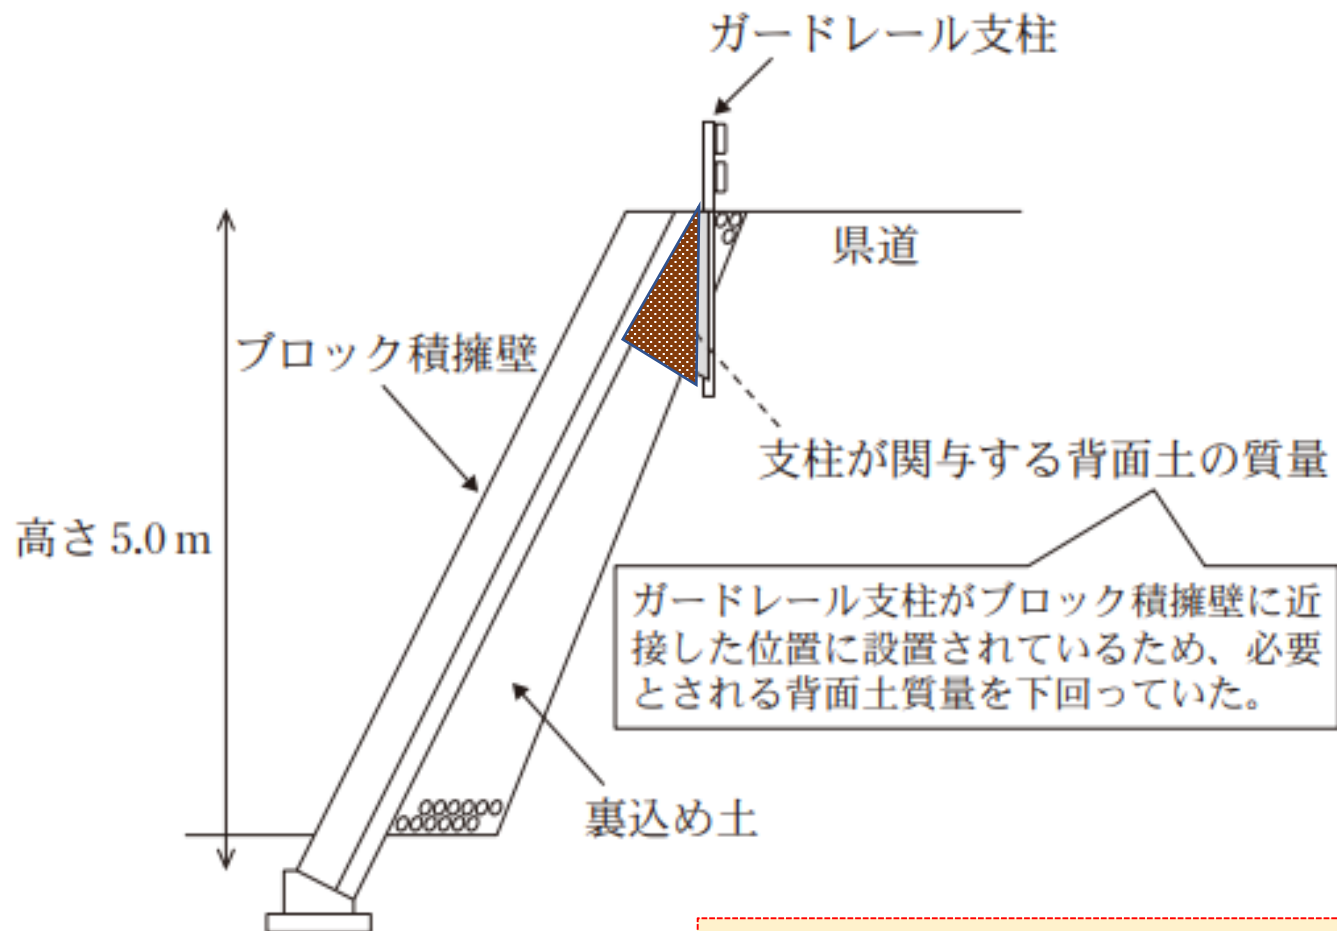 ガードレール支柱
県道
ブロック積擁壁
支柱が関与する背面土の質量
高さ 5.0 m
ガードレール支柱がブロック積擁壁に近
接した位置に設置されているため、必要
とされる背面土質量を下回っていた。
裏込め土